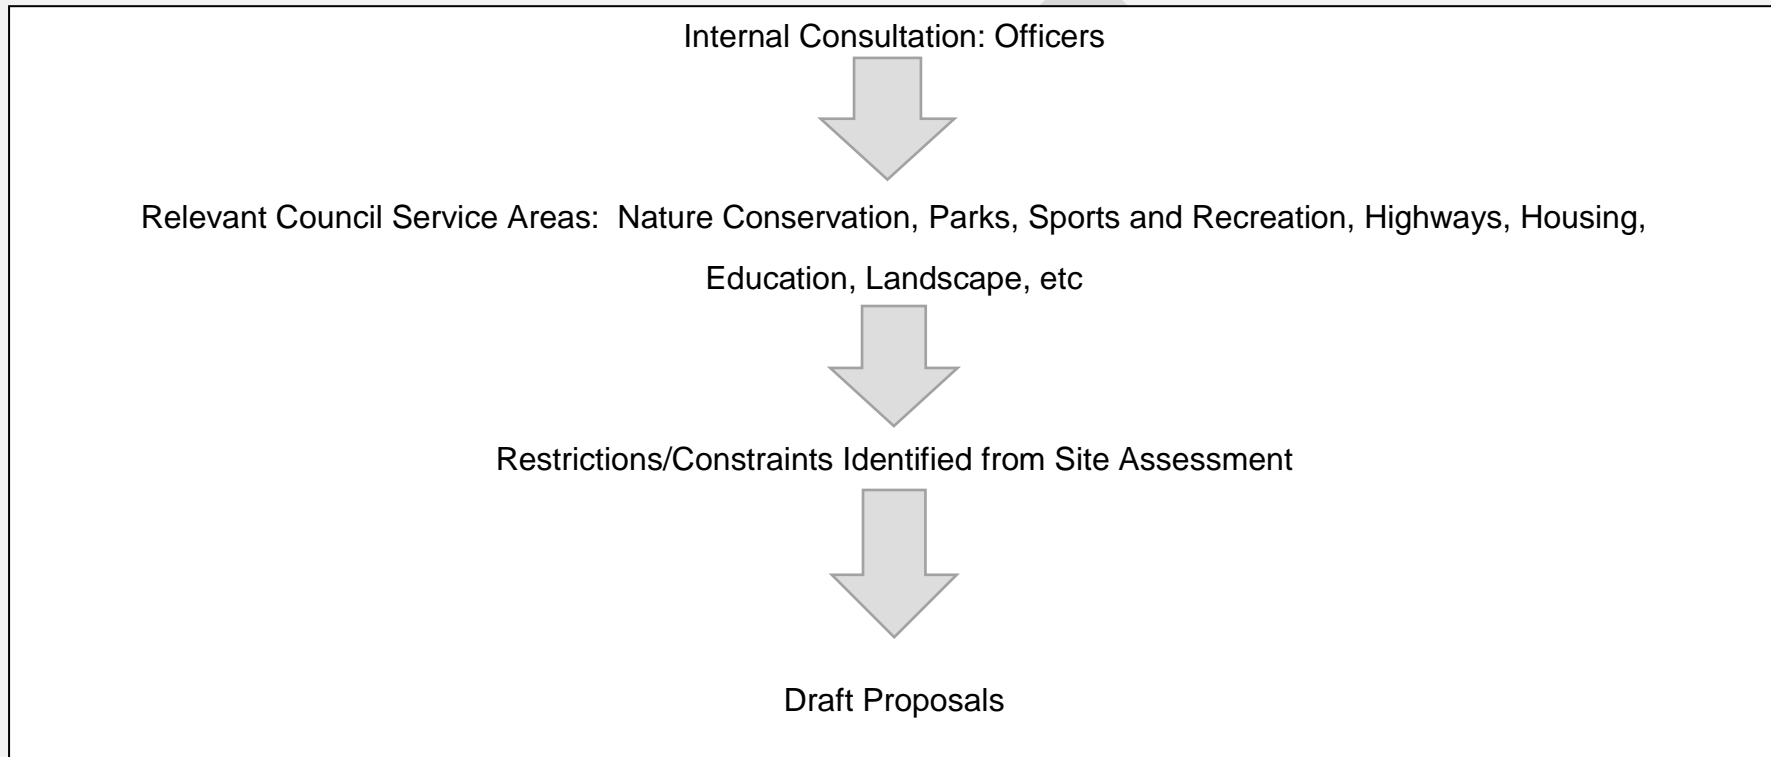 Internal Consultation: Officers
Relevant Council Service Areas:  Nature Conservation, Parks, Sports and Recreation, Highways, Housing,
Education, Landscape, etc
Restrictions/Constraints Identified from Site Assessment
Draft Proposals